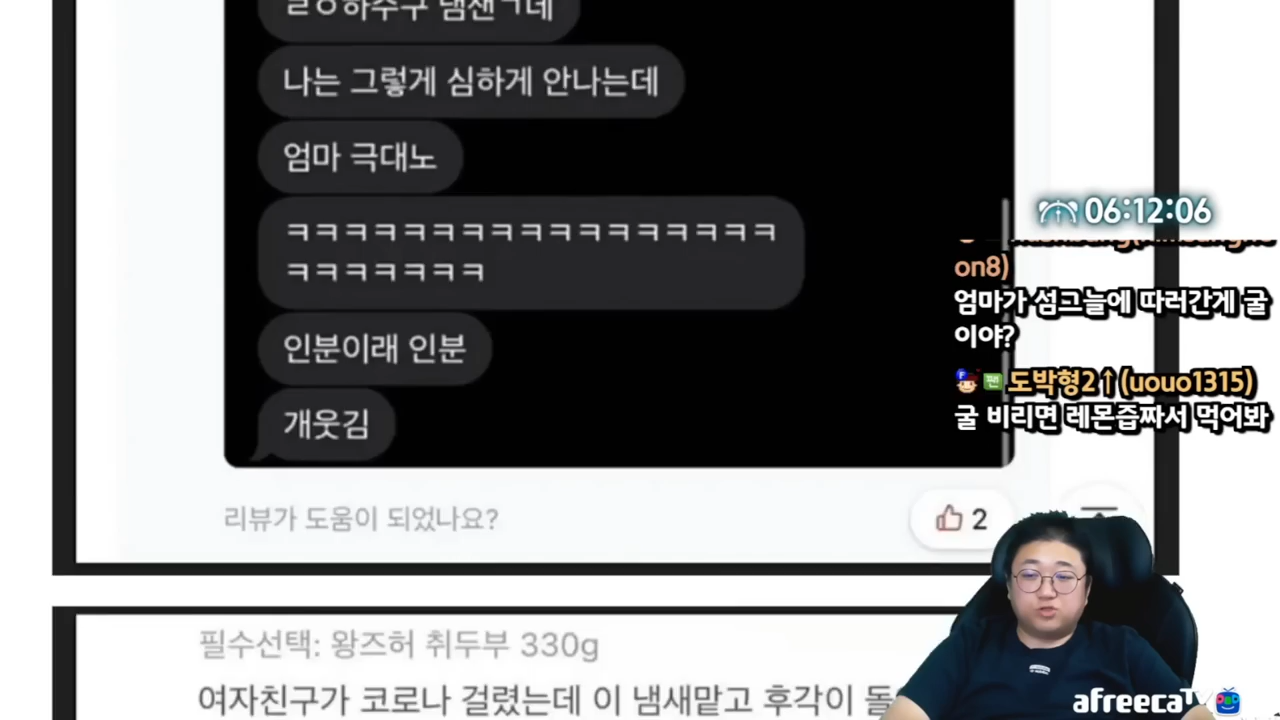 나는 그렇게 심하게 안나는데
엄마 극대노
ㅋㅋㅋㅋㅋㅋㅋㅋㅋㅋㅋㅋㅋㅋㅋㅋㅋ
ㅋㅋㅋㅋㅋㅋㅋ
인분이래 인분
개웃김
리뷰가 도움이 되었나요?
2
필수선택: 왕즈허 취두부 330g
여자친구가 코로나 걸렸는데 이 냄새맡고 후각이
06:12:06
on8)
엄마가 섬그늘에 따러간게 굴
이야?
도박형2↑(uouo1315)
굴 비리면 레몬즙짜서 먹어봐
afreeca